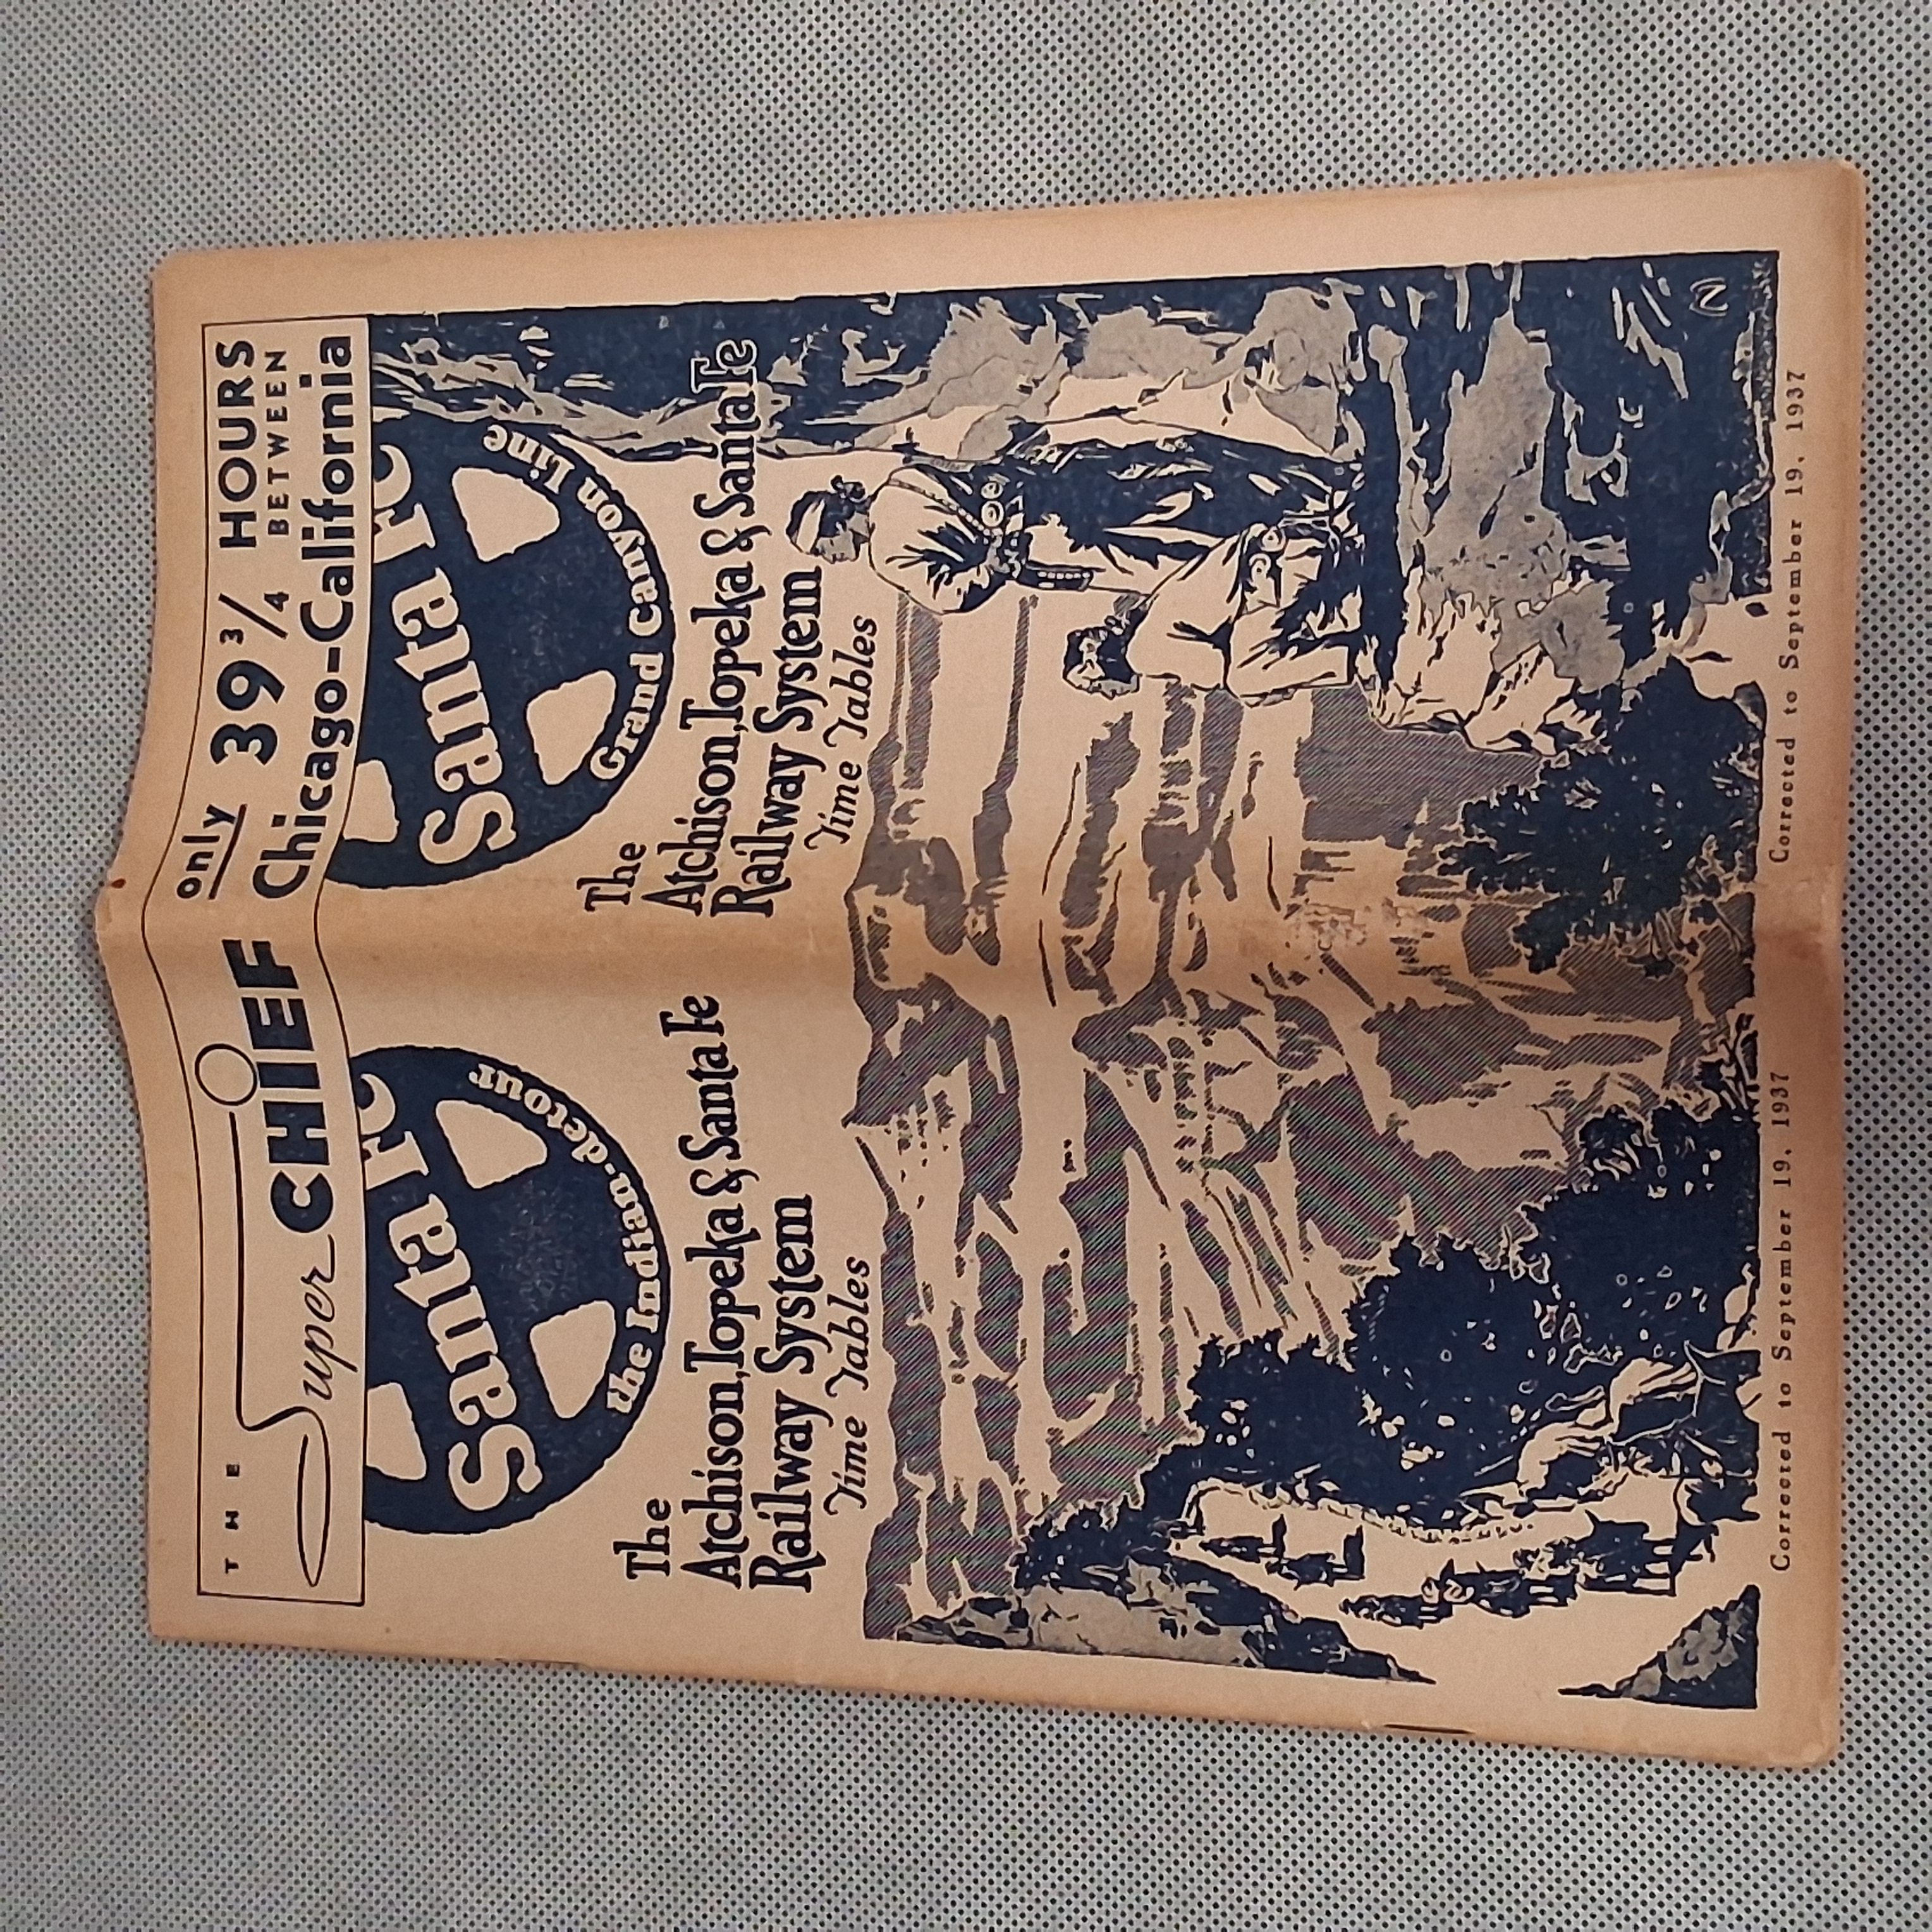 THE Super CHIEF
only 39 3/4 HOURS
BETWEEN
Chicago-California
Santa Fe
the Indian-detour
The
Atchison, Topeka & Santa Fe
Railway System
Time Tables
Corrected to September 19, 1937
Santa Fe
Grand Canyon Line
The
Atchison, Topeka & Santa Fe
Railway System
Time Tables
Corrected to September 19, 1937